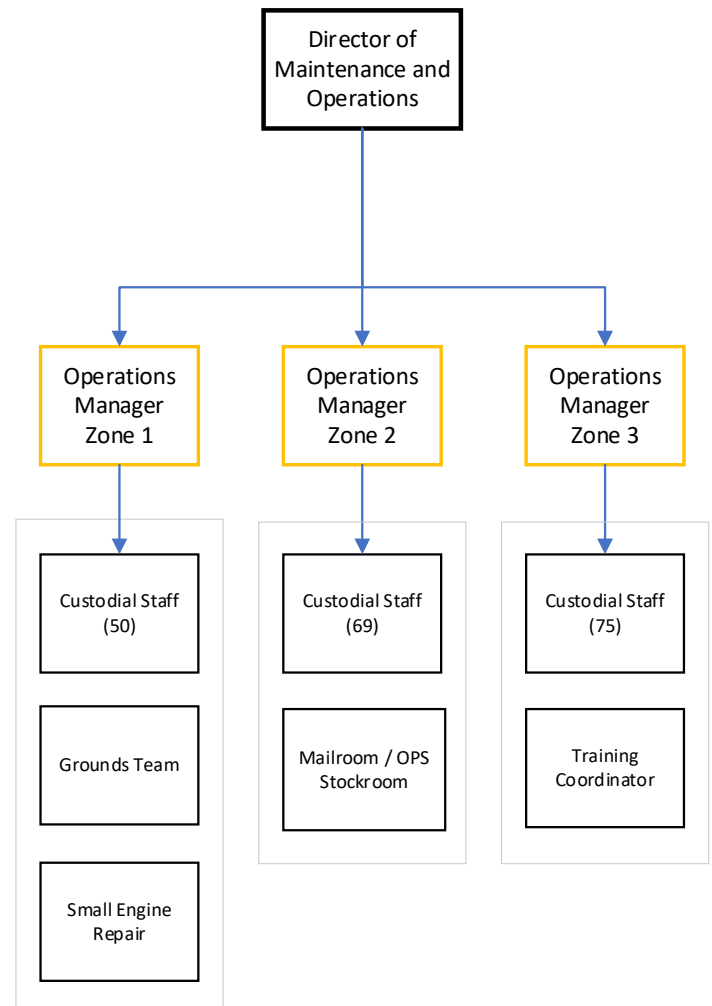 Director of
Maintenance and
Operations
Operations
Manager
Zone 1
Operations
Manager
Zone 2
Operations
Manager
Zone 3
Custodial Staff
(50)
Custodial Staff
(69)
Custodial Staff
(75)
Grounds Team
Mailroom / OPS
Stockroom
Training
Coordinator
Small Engine
Repair